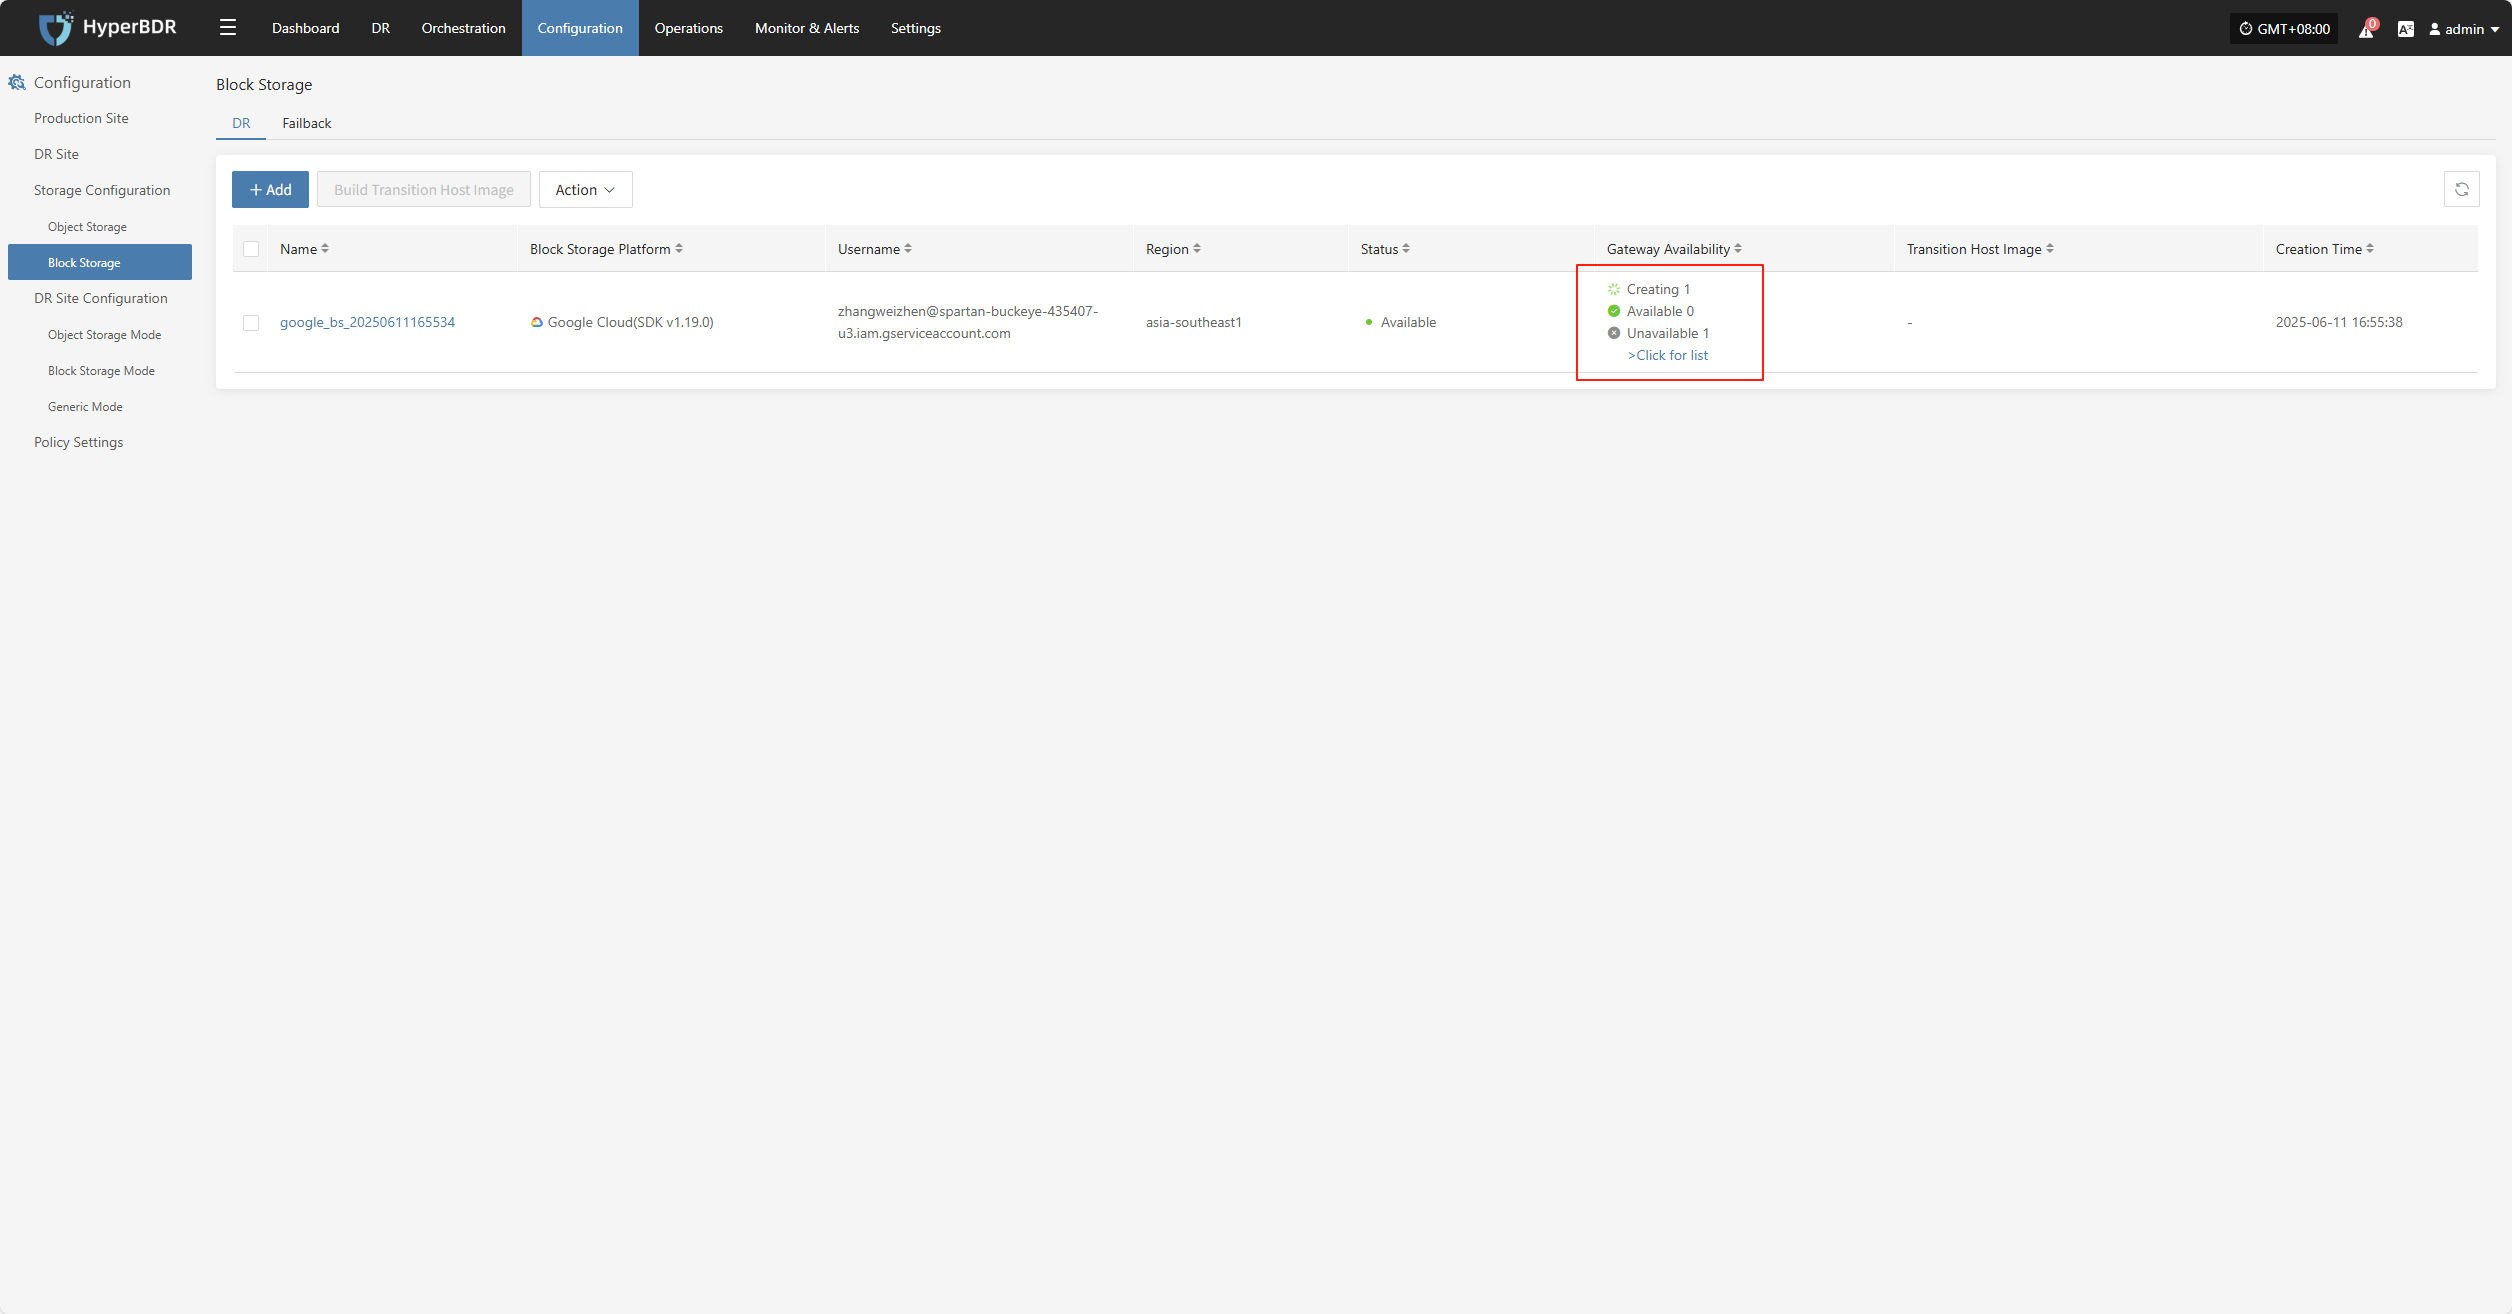 HyperBDR
Dashboard
DR
Orchestration
Configuration
Operations
Monitor & Alerts
Settings
GMT+08:00
0
admin
Configuration
Production Site
DR Site
Storage Configuration
Object Storage
Block Storage
DR Site Configuration
Object Storage Mode
Block Storage Mode
Generic Mode
Policy Settings
Block Storage
DR
Failback
+ Add
Build Transition Host Image
Action
Name
Block Storage Platform
Username
Region
Status
Gateway Availability
Transition Host Image
Creation Time
google_bs_20250611165534
Google Cloud(SDK v1.19.0)
zhangweizhen@spartan-buckeye-435407-
u3.iam.gserviceaccount.com
asia-southeast1
Available
Creating 1
Available 0
Unavailable 1
>Click for list
-
2025-06-11 16:55:38